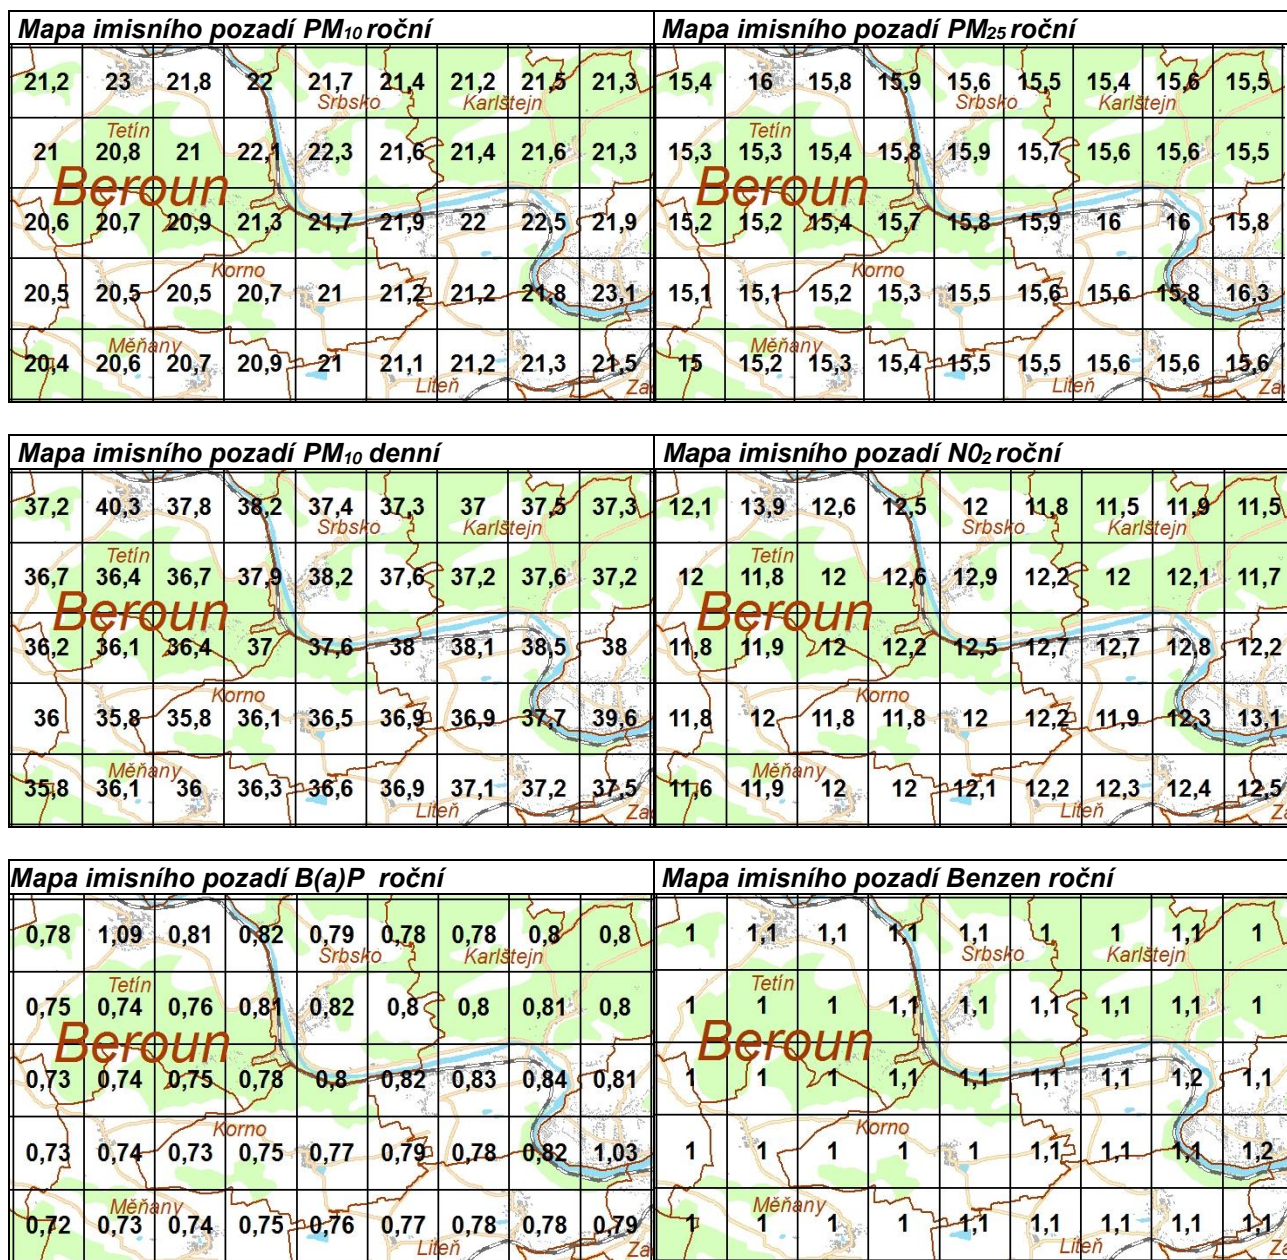 Mapa imisního pozadí PM10 roční
21,2 23 21,8 22 21,7 21,4 21,2 21,5 21,3
Srbsko Karlštejn
Tetín
21 20,8 21 22,1 22,3 21,6 21,4 21,6 21,3
Beroun
20,6 20,7 20,9 21,3 21,7 21,9 22 22,5 21,9
Korno
20,5 20,5 20,5 20,7 21 21,2 21,2 21,8 23,1
Měňany
20,4 20,6 20,7 20,9 21 21,1 21,2 21,3 21,5
Liteň Za
Mapa imisního pozadí PM25 roční
15,4 16 15,8 15,9 15,6 15,5 15,4 15,6 15,5
Srbsko Karlštejn
Tetín
15,3 15,3 15,4 15,8 15,9 15,7 15,6 15,6 15,5
Beroun
15,2 15,2 15,4 15,7 15,8 15,9 16 16 15,8
Korno
15,1 15,1 15,2 15,3 15,5 15,6 15,6 15,8 16,3
Měňany
15 15,2 15,3 15,4 15,5 15,5 15,6 15,6 15,6
Liteň Za
Mapa imisního pozadí PM10 denní
37,2 40,3 37,8 38,2 37,4 37,3 37 37,5 37,3
Srbsko Karlštejn
Tetín
36,7 36,4 36,7 37,9 38,2 37,6 37,2 37,6 37,2
Beroun
36,2 36,1 36,4 37 37,6 38 38,1 38,5 38
Korno
36 35,8 35,8 36,1 36,5 36,9 36,9 37,7 39,6
Měňany
35,8 36,1 36 36,3 36,6 36,9 37,1 37,2 37,5
Liteň Za
Mapa imisního pozadí N02 roční
12,1 13,9 12,6 12,5 12 11,8 11,5 11,9 11,5
Srbsko Karlštejn
Tetín
12 11,8 12 12,6 12,9 12,2 12 12,1 11,7
Beroun
11,8 11,9 12 12,2 12,5 12,7 12,7 12,8 12,2
Korno
11,8 12 11,8 11,8 12 12,2 11,9 12,3 13,1
Měňany
11,6 11,9 12 12 12,1 12,2 12,3 12,4 12,5
Liteň Za
Mapa imisního pozadí B(a)P roční
0,78 1,09 0,81 0,82 0,79 0,78 0,78 0,8 0,8
Srbsko Karlštejn
Tetín
0,75 0,74 0,76 0,81 0,82 0,8 0,8 0,81 0,8
Beroun
0,73 0,74 0,75 0,78 0,8 0,82 0,83 0,84 0,81
Korno
0,73 0,74 0,73 0,75 0,77 0,79 0,78 0,82 1,03
Měňany
0,72 0,73 0,74 0,75 0,76 0,77 0,78 0,78 0,79
Liteň Za
Mapa imisního pozadí Benzen roční
1 1,1 1,1 1,1 1,1 1 1 1,1 1
Srbsko Karlštejn
Tetín
1 1 1 1,1 1,1 1,1 1,1 1,1 1
Beroun
1 1 1 1,1 1,1 1,1 1,1 1,2 1,1
Korno
1 1 1 1 1 1,1 1,1 1,1 1,2
Měňany
1 1 1 1 1,1 1,1 1,1 1,1 1,1
Liteň Za